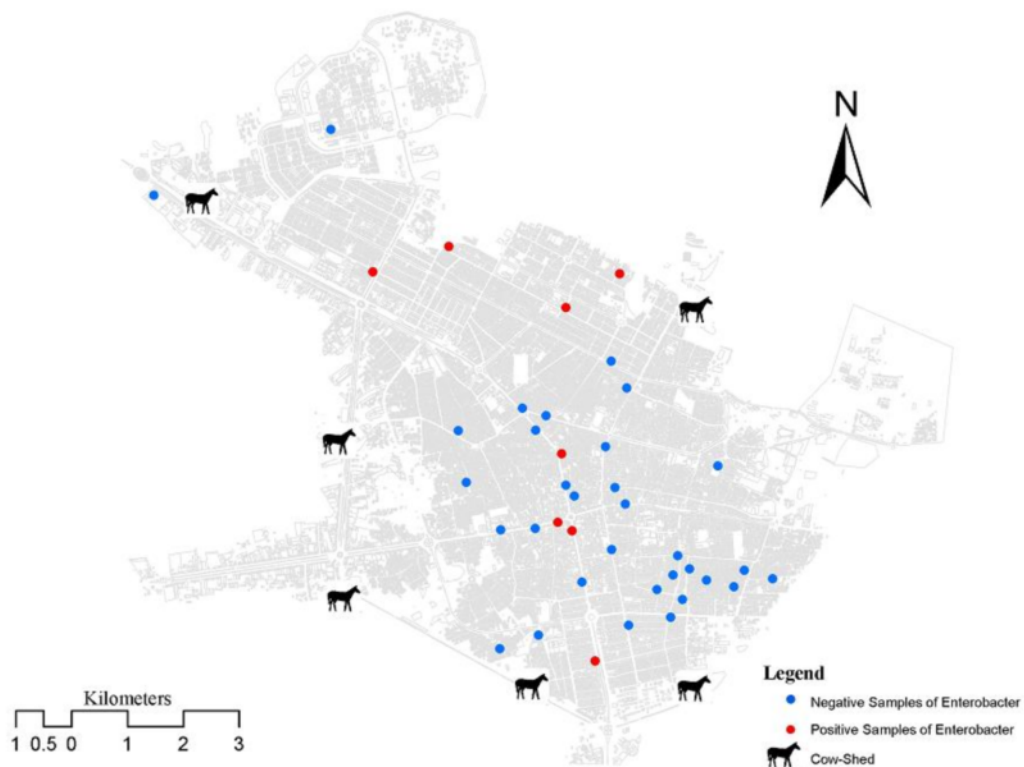 N
Legend
Negative Samples of Enterobacter
Positive Samples of Enterobacter
Cow-Shed
Kilometers
1 0.5 0 1 2 3